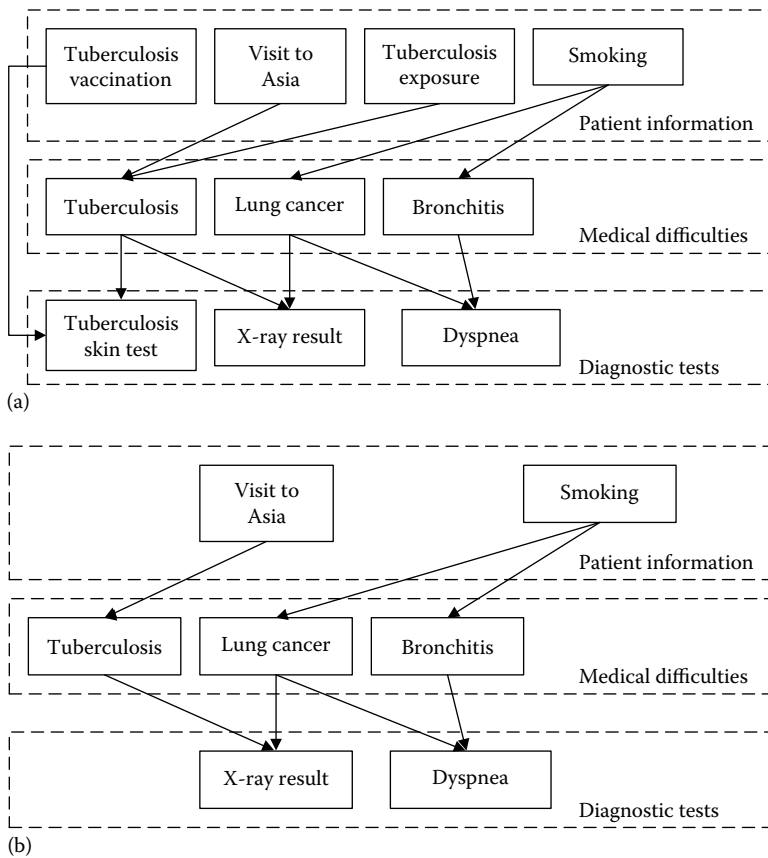 Tuberculosis
vaccination
Visit to
Asia
Tuberculosis
exposure
Smoking
Patient information
Tuberculosis
Lung cancer
Bronchitis
Medical difficulties
Tuberculosis
skin test
X-ray result
Dyspnea
Diagnostic tests
(a)
Visit to
Asia
Smoking
Patient information
Tuberculosis
Lung cancer
Bronchitis
Medical difficulties
X-ray result
Dyspnea
Diagnostic tests
(b)